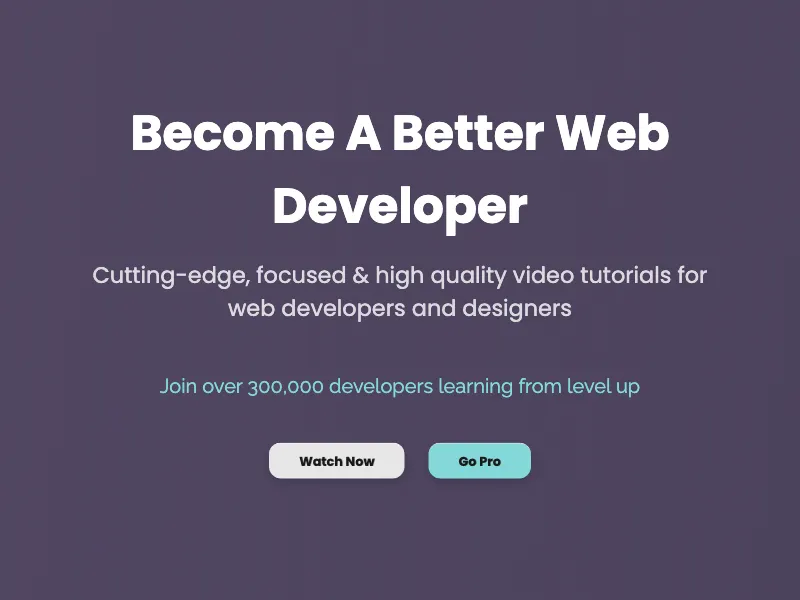 Become A Better Web
Developer
Cutting-edge, focused & high quality video tutorials for
web developers and designers
Join over 300,000 developers learning from level up
Watch Now
Go Pro